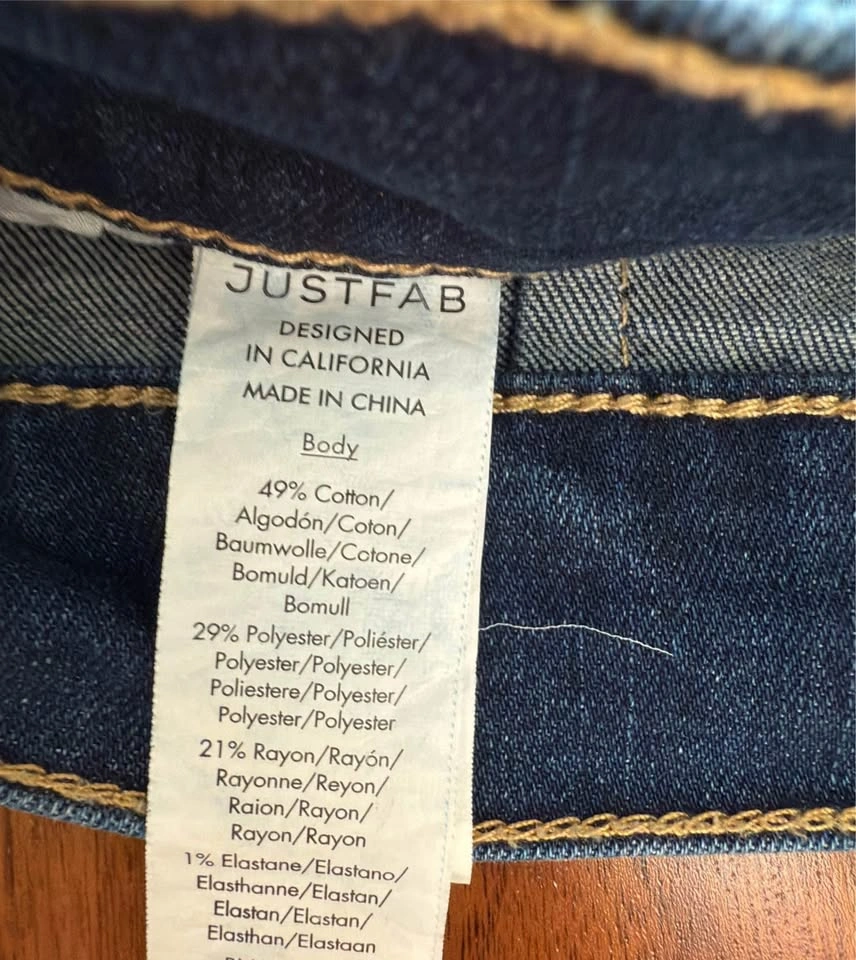 JUSTFAB
DESIGNED
IN CALIFORNIA
MADE IN CHINA
Body
49% Cotton/
Algodón/Coton/
Baumwolle/Cotone/
Bomuld/Katoen/
Bomull
29% Polyester/Poliéster/
Polyester/Polyester/
Poliestere/Polyester/
Polyester/Polyester
21% Rayon/Rayón/
Rayonne/Reyon/
Raion/Rayon/
Rayon/Rayon
1% Elastane/Elastano/
Elasthanne/Elastan/
Elastan/Elastan/
Elasthan/Elastaan